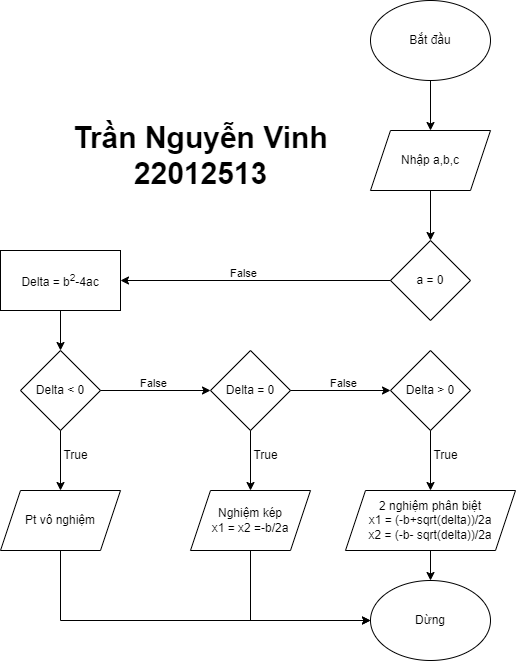 Bắt đầu
Trần Nguyễn Vinh
22012513
Nhập a,b,c
a = 0
False
Delta = b²-4ac
Delta < 0
False
Delta = 0
False
Delta > 0
True
True
True
Pt vô nghiệm
Nghiệm kép
x1 = x2 =-b/2a
2 nghiệm phân biệt
x1 = (-b+sqrt(delta))/2a
x2 = (-b- sqrt(delta))/2a
Dừng